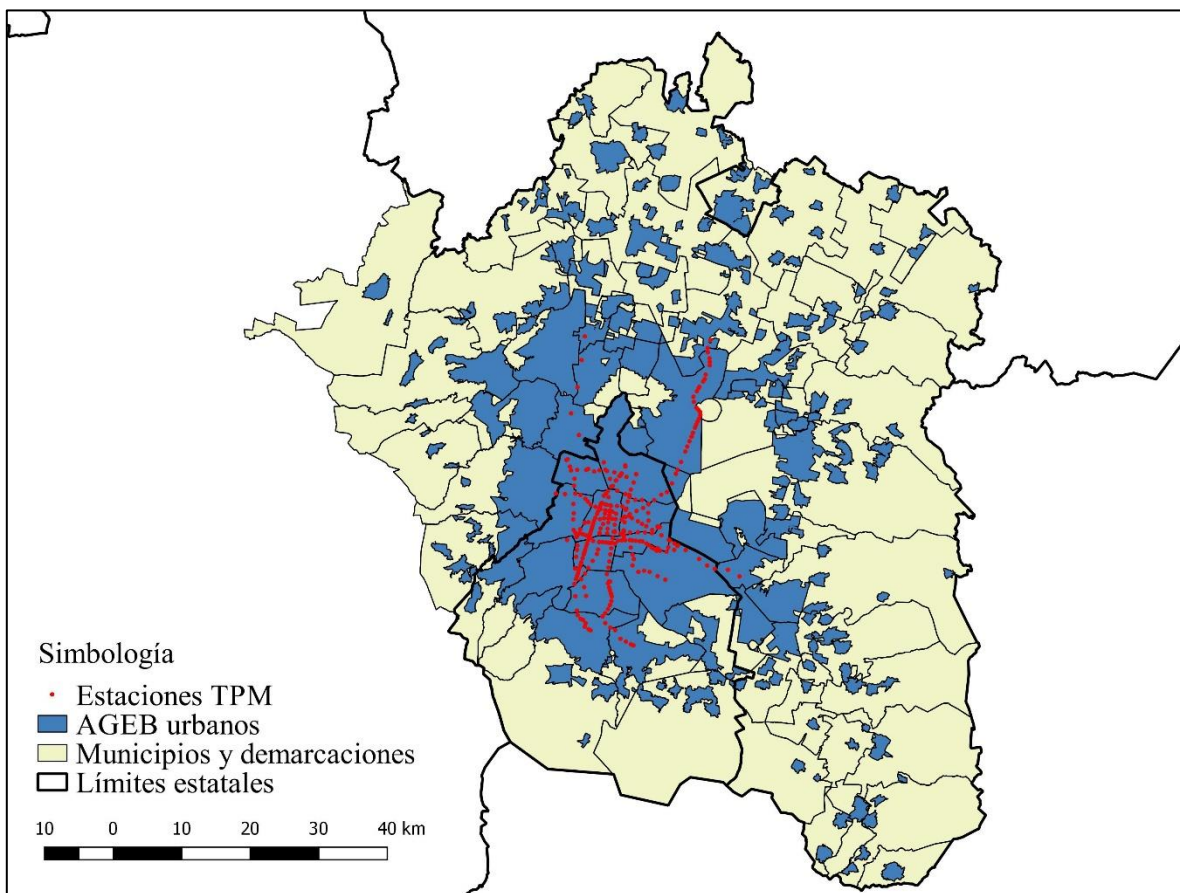 Simbología
Estaciones TPM
AGEB urbanos
Municipios y demarcaciones
Límites estatales
10 0 10 20 30 40 km